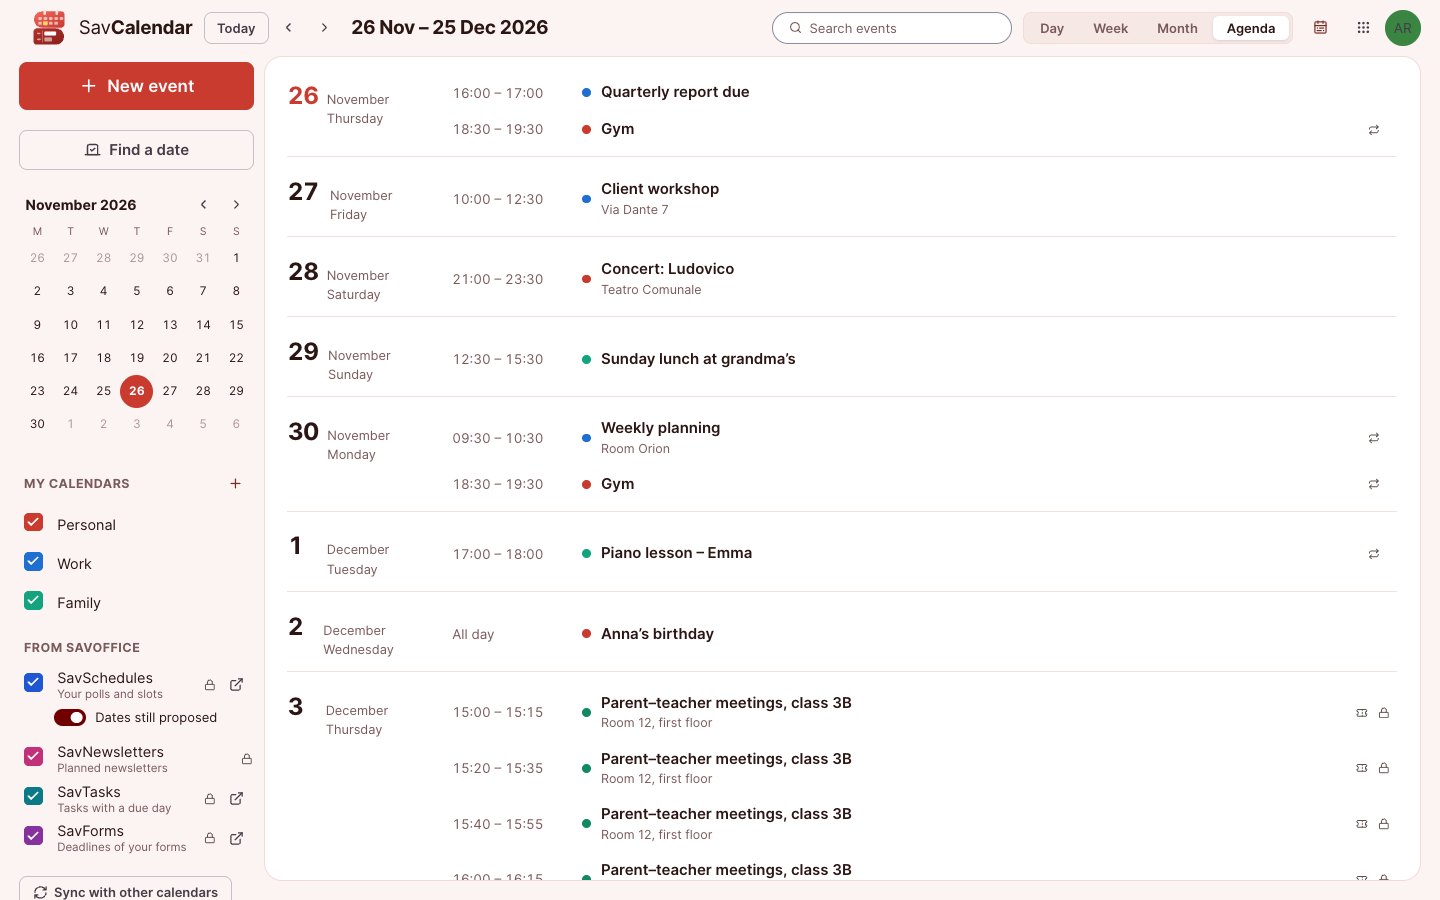 SavCalendar
Today
26 Nov – 25 Dec 2026
Search events
Day
Week
Month
Agenda
AR
New event
Find a date
November 2026
M T W T F S S
26 27 28 29 30 31 1
2 3 4 5 6 7 8
9 10 11 12 13 14 15
16 17 18 19 20 21 22
23 24 25 26 27 28 29
30 1 2 3 4 5 6
MY CALENDARS
Personal
Work
Family
FROM SAVOFFICE
SavSchedules
Your polls and slots
Dates still proposed
SavNewsletters
Planned newsletters
SavTasks
Tasks with a due day
SavForms
Deadlines of your forms
Sync with other calendars
26 November Thursday
16:00 – 17:00 Quarterly report due
18:30 – 19:30 Gym
27 November Friday
10:00 – 12:30 Client workshop
Via Dante 7
28 November Saturday
21:00 – 23:30 Concert: Ludovico
Teatro Comunale
29 November Sunday
12:30 – 15:30 Sunday lunch at grandma’s
30 November Monday
09:30 – 10:30 Weekly planning
Room Orion
18:30 – 19:30 Gym
1 December Tuesday
17:00 – 18:00 Piano lesson – Emma
2 December Wednesday
All day Anna’s birthday
3 December Thursday
15:00 – 15:15 Parent–teacher meetings, class 3B
Room 12, first floor
15:20 – 15:35 Parent–teacher meetings, class 3B
Room 12, first floor
15:40 – 15:55 Parent–teacher meetings, class 3B
Room 12, first floor
16:00 – 16:15 Parent–teacher meetings, class 3B